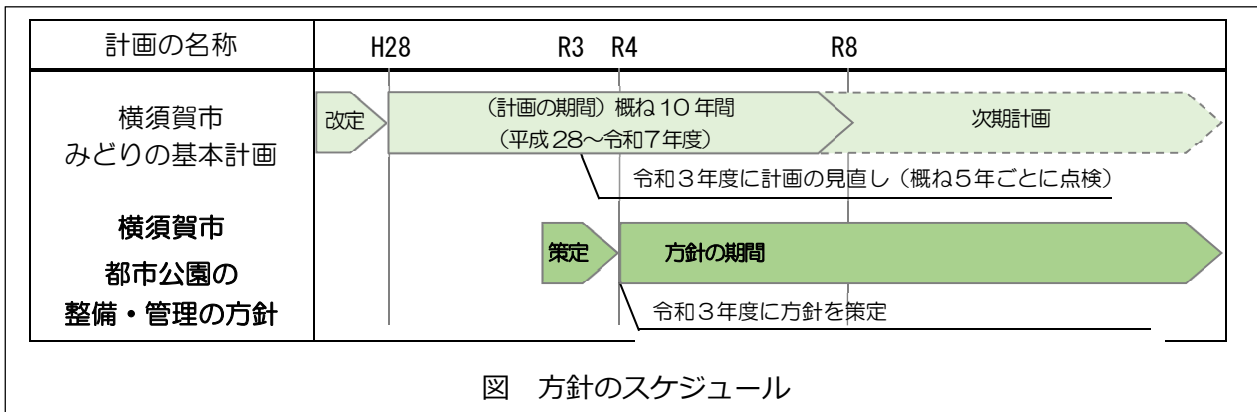 計画の名称
H28 R3 R4 R8
横須賀市
みどりの基本計画
改定
(計画の期間)概ね10年間
(平成28~令和7年度)
次期計画
令和3年度に計画の見直し(概ね5年ごとに点検)
横須賀市
都市公園の
整備・管理の方針
策定
方針の期間
令和3年度に方針を策定
図 方針のスケジュール